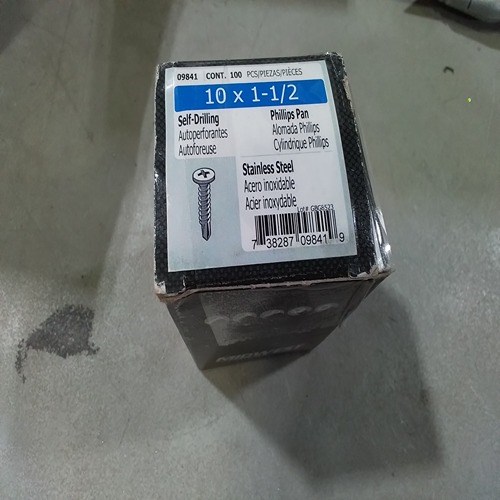 09841 CONT. 100 PCS/PIEZAS/PIÈCES
10 x 1-1/2
Self-Drilling
Autoperforantes
Autoforeuse
Phillips Pan
Alomada Phillips
Cylindrique Phillips
Stainless Steel
Acero inoxidable
Acier inoxydable
7 38287 09841 9